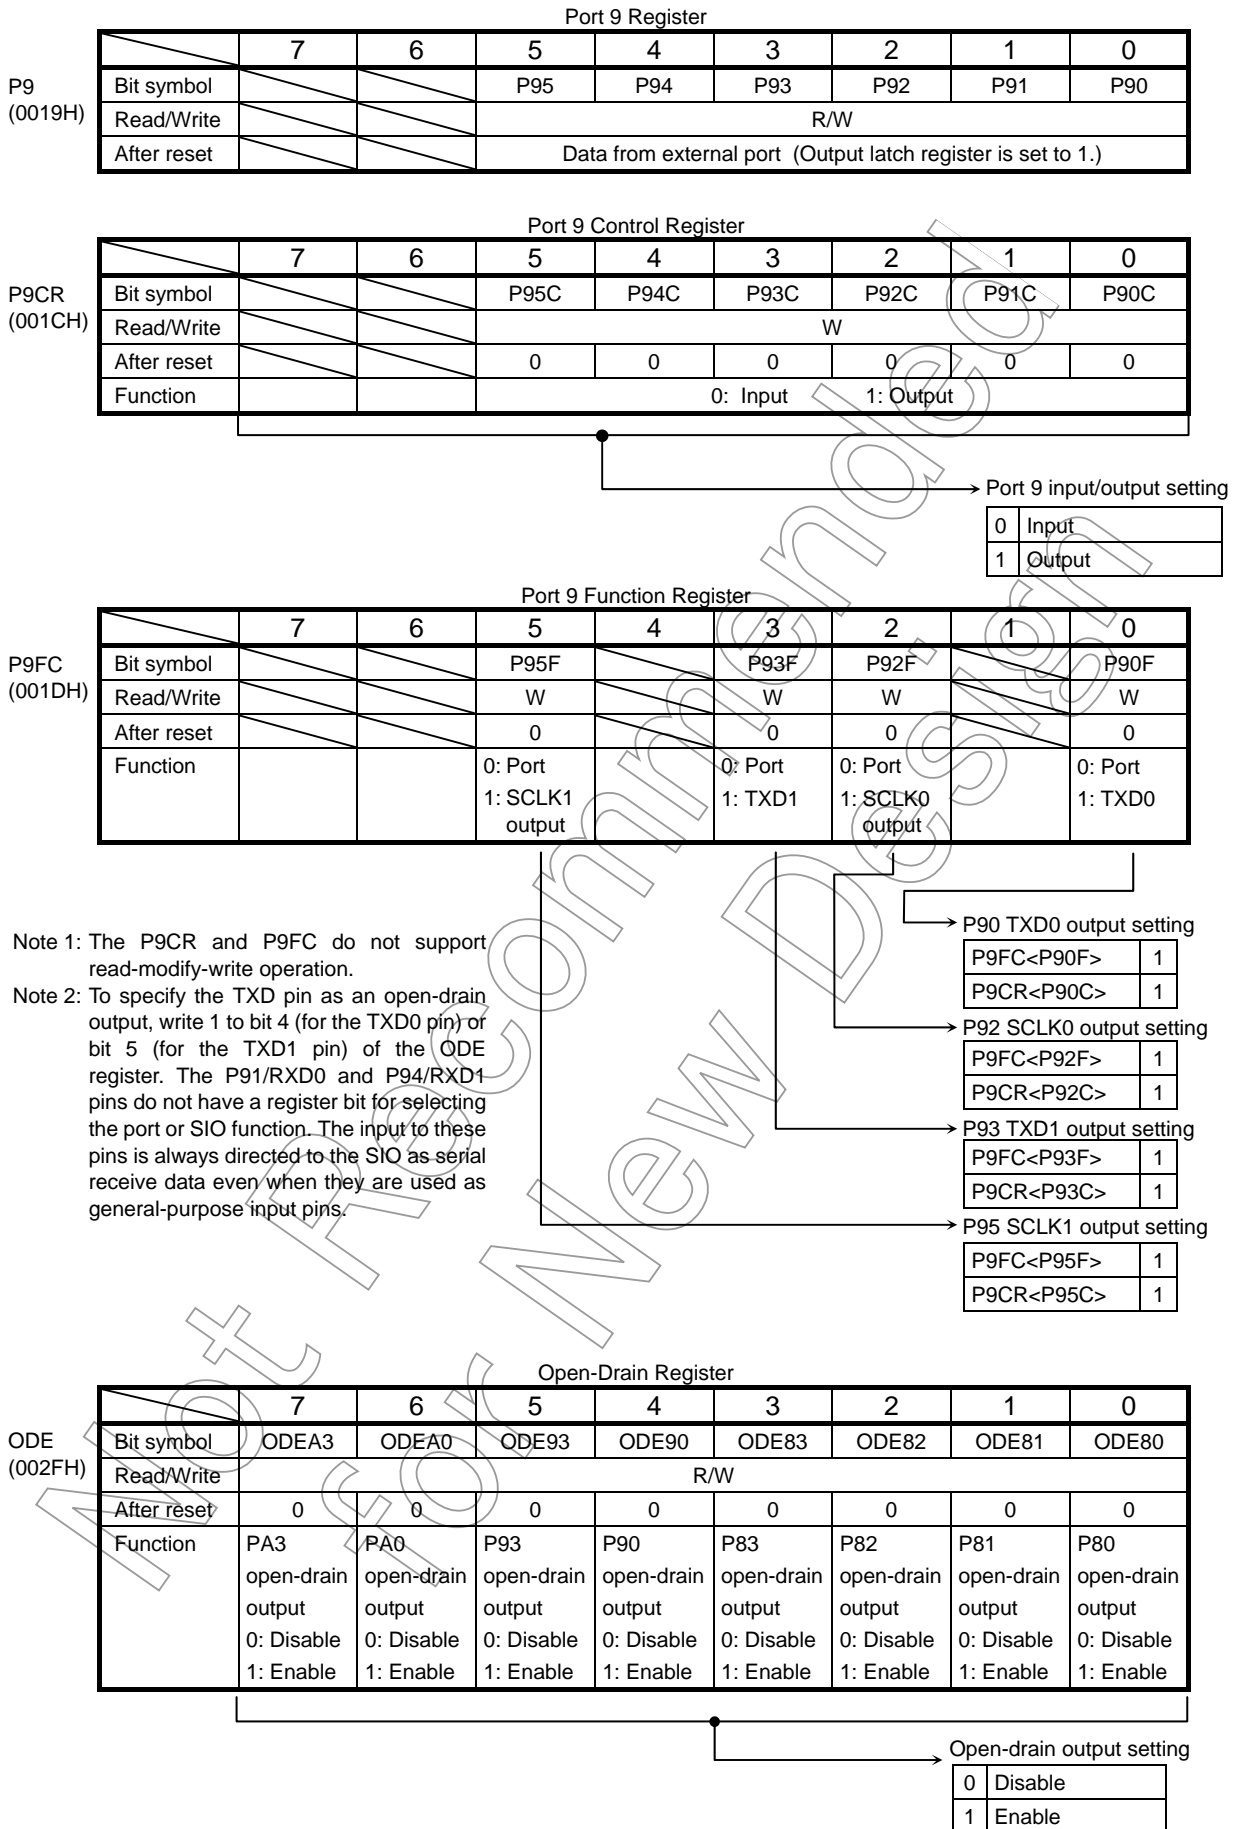 Port 9 Register
7 6 5 4 3 2 1 0
P9
(0019H)
Bit symbol P95 P94 P93 P92 P91 P90
Read/Write R/W
After reset Data from external port (Output latch register is set to 1.)
Port 9 Control Register
7 6 5 4 3 2 1 0
P9CR
(001CH)
Bit symbol P95C P94C P93C P92C P91C P90C
Read/Write W
After reset 0 0 0 0 0 0
Function 0: Input 1: Output
Port 9 input/output setting
0 Input
1 Output
Port 9 Function Register
7 6 5 4 3 2 1 0
P9FC
(001DH)
Bit symbol P95F P93F P92F P90F
Read/Write W W W W
After reset 0 0 0 0
Function 0: Port 0: Port 0: Port 0: Port
1: SCLK1 1: TXD1 1: SCLK0 1: TXD0
output output
Note 1: The P9CR and P9FC do not support
read-modify-write operation.
Note 2: To specify the TXD pin as an open-drain
output, write 1 to bit 4 (for the TXD0 pin) or
bit 5 (for the TXD1 pin) of the ODE
register. The P91/RXD0 and P94/RXD1
pins do not have a register bit for selecting
the port or SIO function. The input to these
pins is always directed to the SIO as serial
receive data even when they are used as
general-purpose input pins.
P90 TXD0 output setting
P9FC<P90F> 1
P9CR<P90C> 1
P92 SCLK0 output setting
P9FC<P92F> 1
P9CR<P92C> 1
P93 TXD1 output setting
P9FC<P93F> 1
P9CR<P93C> 1
P95 SCLK1 output setting
P9FC<P95F> 1
P9CR<P95C> 1
Open-Drain Register
7 6 5 4 3 2 1 0
ODE
(002FH)
Bit symbol ODEA3 ODEA0 ODE93 ODE90 ODE83 ODE82 ODE81 ODE80
Read/Write R/W
After reset 0 0 0 0 0 0 0 0
Function PA3 PA0 P93 P90 P83 P82 P81 P80
open-drain open-drain open-drain open-drain open-drain open-drain open-drain open-drain
output output output output output output output output
0: Disable 0: Disable 0: Disable 0: Disable 0: Disable 0: Disable 0: Disable 0: Disable
1: Enable 1: Enable 1: Enable 1: Enable 1: Enable 1: Enable 1: Enable 1: Enable
Open-drain output setting
0 Disable
1 Enable
Not Recommended
for New Design